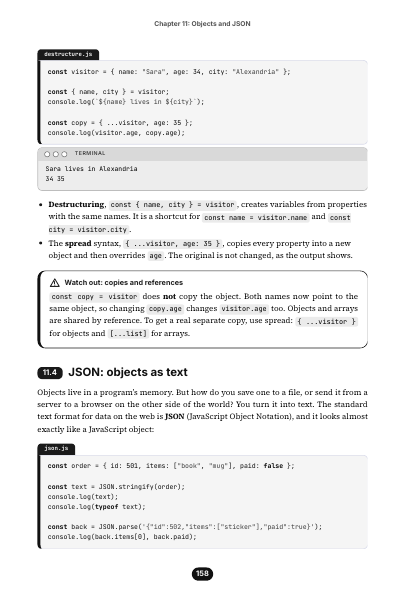 Chapter 11: Objects and JSON
destructure.js
const visitor = { name: "Sara", age: 34, city: "Alexandria" };
const { name, city } = visitor;
console.log(`${name} lives in ${city}`);
const copy = { ...visitor, age: 35 };
console.log(visitor.age, copy.age);
TERMINAL
Sara lives in Alexandria
34 35
• Destructuring, const { name, city } = visitor, creates variables from properties
with the same names. It is a shortcut for const name = visitor.name and const
city = visitor.city.
• The spread syntax, { ...visitor, age: 35 }, copies every property into a new
object and then overrides age. The original is not changed, as the output shows.
Watch out: copies and references
const copy = visitor does not copy the object. Both names now point to the
same object, so changing copy.age changes visitor.age too. Objects and arrays
are shared by reference. To get a real separate copy, use spread: { ...visitor }
for objects and [...list] for arrays.
11.4 JSON: objects as text
Objects live in a program's memory. But how do you save one to a file, or send it from a
server to a browser on the other side of the world? You turn it into text. The standard
text format for data on the web is JSON (JavaScript Object Notation), and it looks almost
exactly like a JavaScript object:
json.js
const order = { id: 501, items: ["book", "mug"], paid: false };
const text = JSON.stringify(order);
console.log(text);
console.log(typeof text);
const back = JSON.parse('{"id":502,"items":["sticker"],"paid":true}');
console.log(back.items[0], back.paid);
158